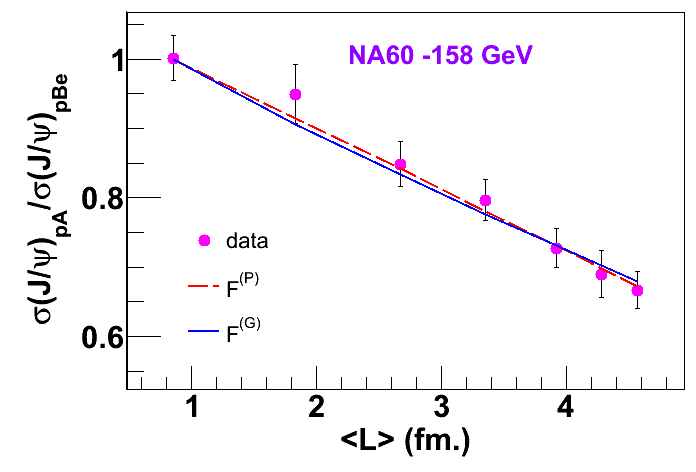 NA60 -158 GeV
σ(J/ψ)pA/σ(J/ψ)pBe
1
0.8
0.6
data
F(P)
F(G)
1 2 3 4
<L> (fm.)